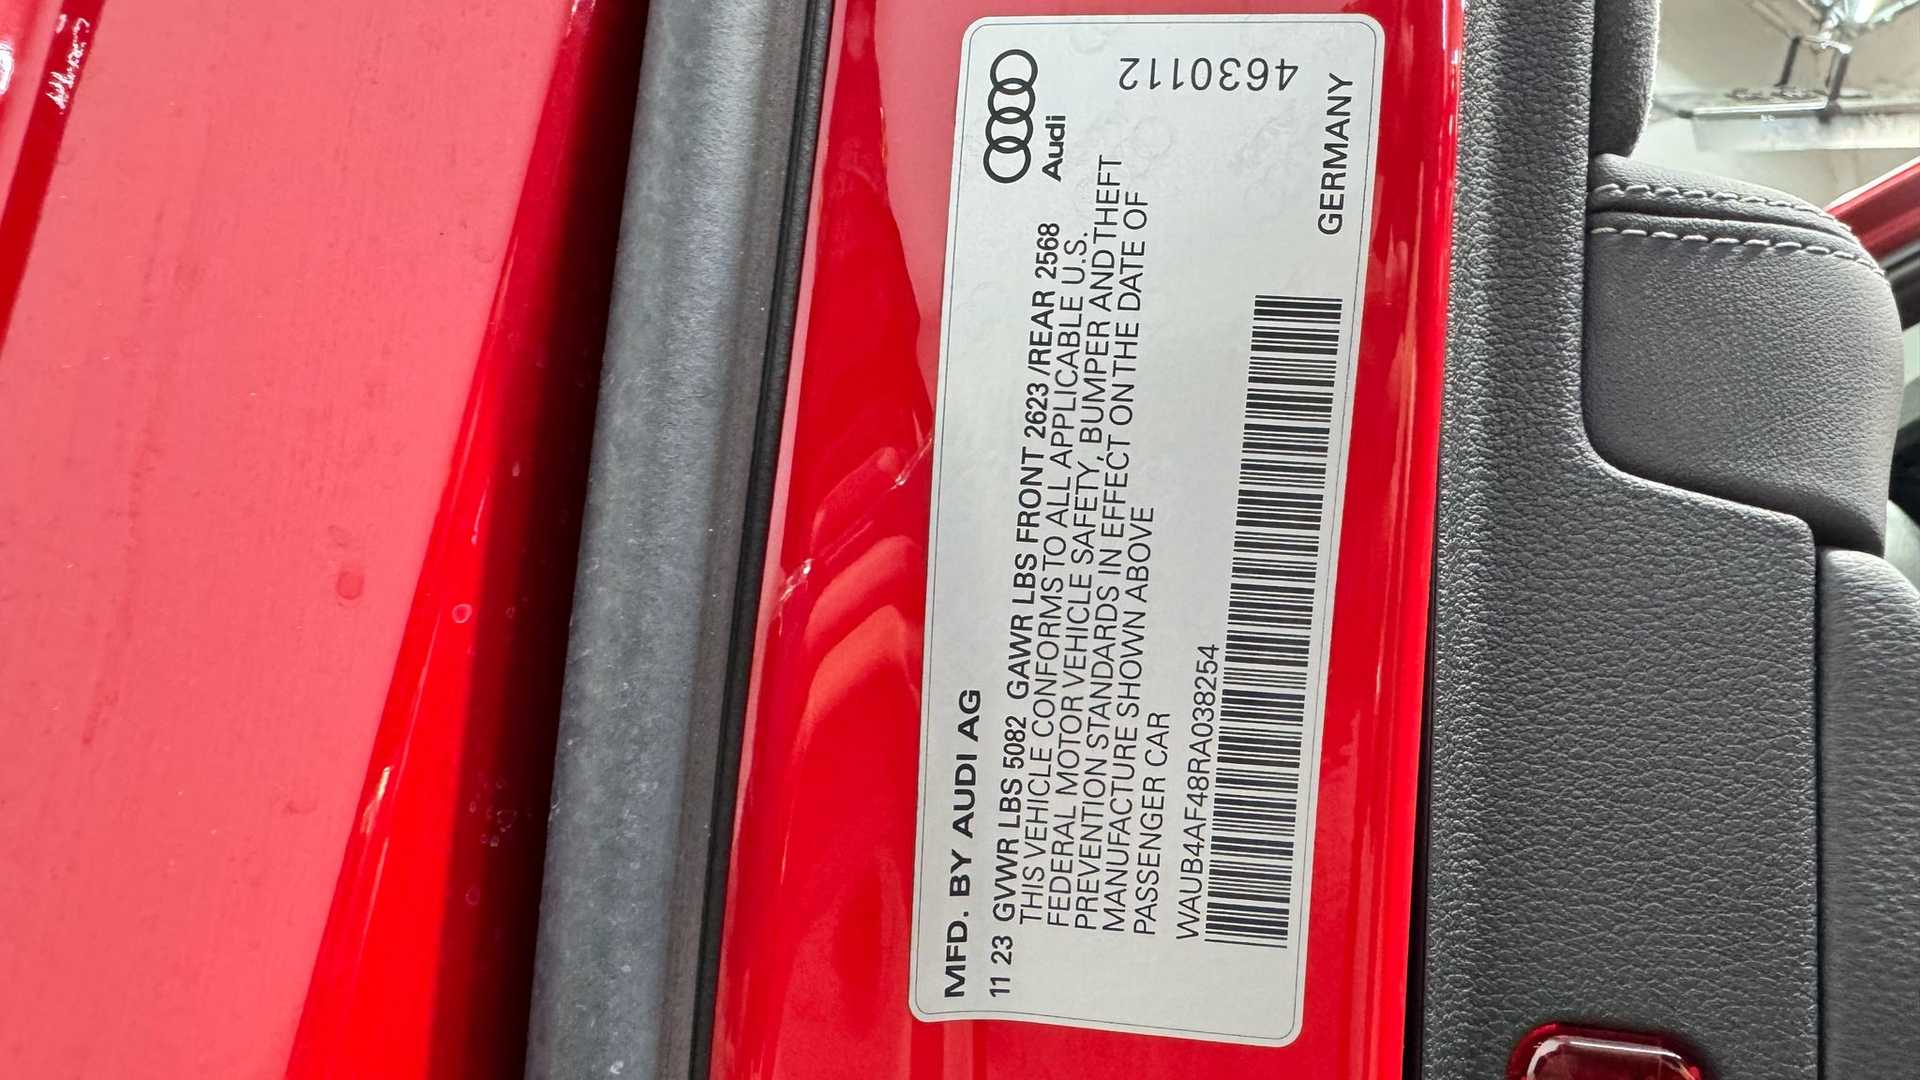 MFD. BY AUDI AG
Audi
11 23 GVWR LBS 5082 GAWR LBS FRONT 2623 /REAR 2568
THIS VEHICLE CONFORMS TO ALL APPLICABLE U.S.
FEDERAL MOTOR VEHICLE SAFETY, BUMPER AND THEFT
PREVENTION STANDARDS IN EFFECT ON THE DATE OF
MANUFACTURE SHOWN ABOVE
PASSENGER CAR
WAUB4AF48RA038254
4630112
GERMANY